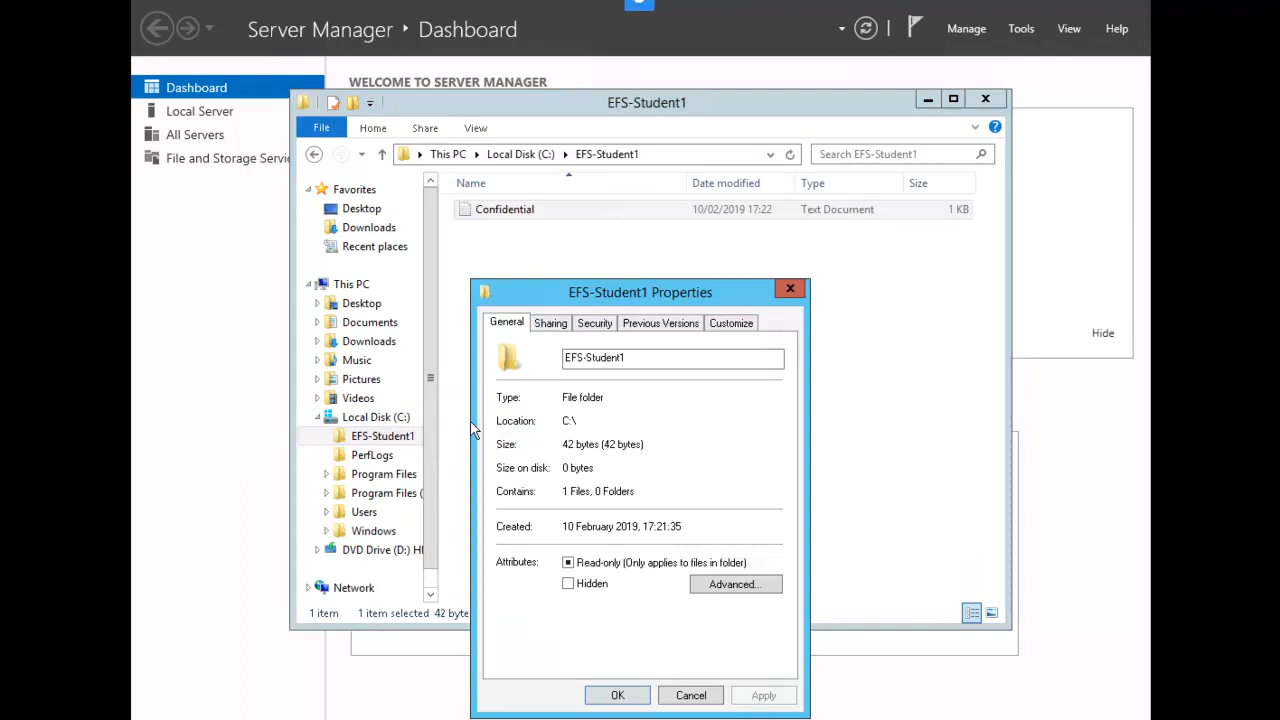 Server Manager ‣ Dashboard
Manage Tools View Help
Dashboard
Local Server
All Servers
File and Storage Servic
WELCOME TO SERVER MANAGER
Hide
EFS-Student1
File Home Share View
This PC Local Disk (C:) EFS-Student1
Search EFS-Student1
Name Date modified Type Size
Confidential 10/02/2019 17:22 Text Document 1 KB
Favorites
Desktop
Downloads
Recent places
This PC
Desktop
Documents
Downloads
Music
Pictures
Videos
Local Disk (C:)
EFS-Student1
PerfLogs
Program Files
Program Files (
Users
Windows
DVD Drive (D:) H
Network
1 item 1 item selected 42 byte
EFS-Student1 Properties
General Sharing Security Previous Versions Customize
EFS-Student1
Type: File folder
Location: C:\
Size: 42 bytes (42 bytes)
Size on disk: 0 bytes
Contains: 1 Files, 0 Folders
Created: 10 February 2019, 17:21:35
Attributes: Read-only (Only applies to files in folder)
Hidden
Advanced...
OK Cancel Apply